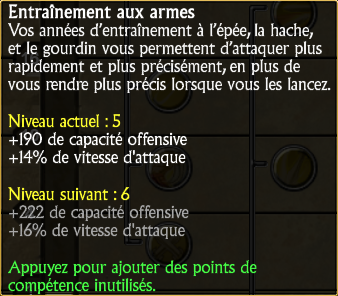 Entraînement aux armes
Vos années d'entraînement à l'épée, la hache,
et le gourdin vous permettent d'attaquer plus
rapidement et plus précisément, en plus de
vous rendre plus précis lorsque vous les lancez.
Niveau actuel : 5
+190 de capacité offensive
+14% de vitesse d'attaque
Niveau suivant : 6
+222 de capacité offensive
+16% de vitesse d'attaque
Appuyez pour ajouter des points de
compétence inutilisés.